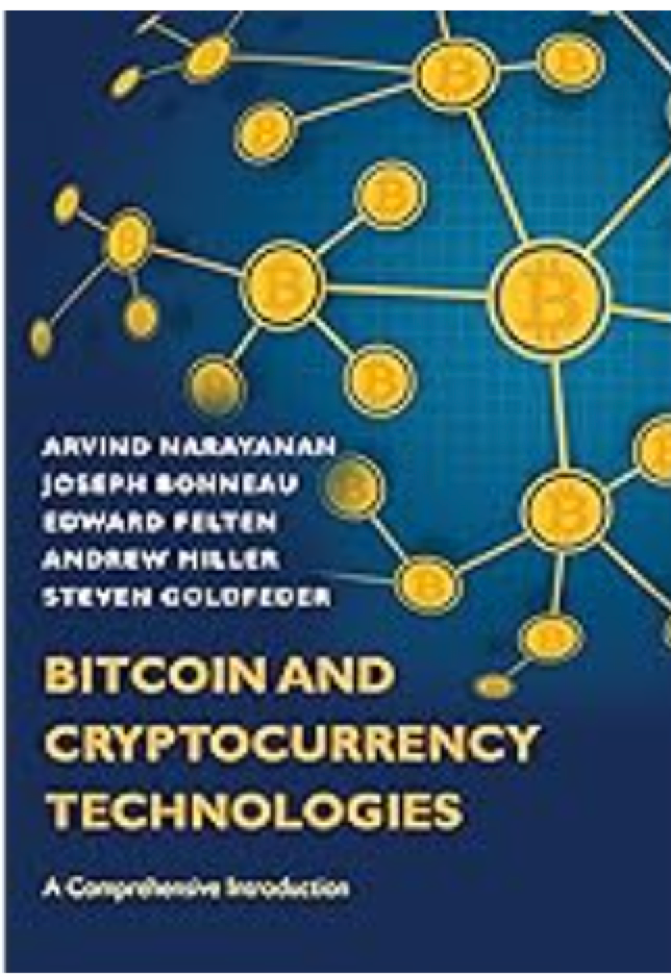 ARVIND NARAYANAN
JOSEPH BONNEAU
EDWARD FELTEN
ANDREW MILLER
STEVEN GOLDFEDER
BITCOIN AND
CRYPTOCURRENCY
TECHNOLOGIES
A Comprehensive Introduction